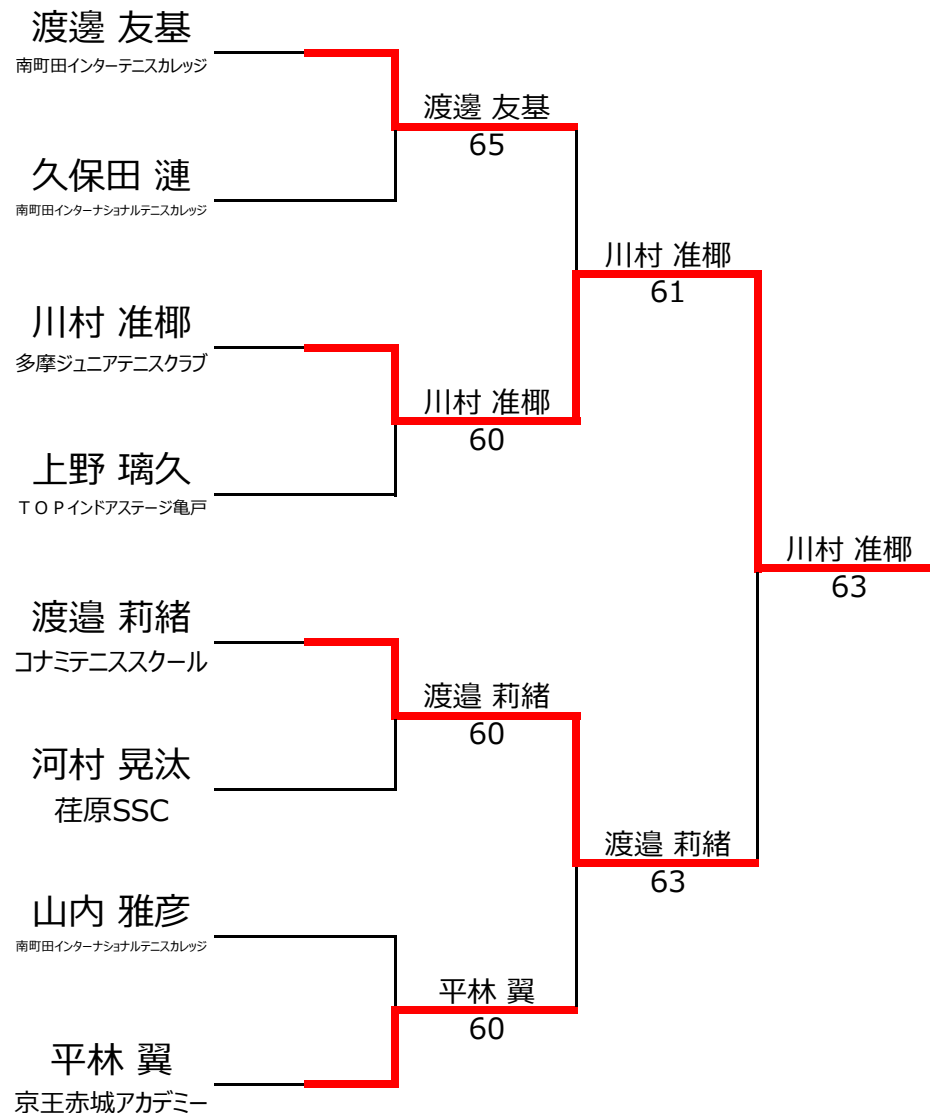 渡邊 友基
南町田インターテニスカレッジ
渡邊 友基
65
久保田 漣
南町田インターナショナルテニスカレッジ
川村 准椰
61
川村 准椰
多摩ジュニアテニスクラブ
川村 准椰
60
上野 璃久
TOPインドアステージ亀戸
川村 准椰
63
渡邉 莉緒
コナミテニススクール
渡邉 莉緒
60
河村 晃汰
荏原SSC
渡邉 莉緒
63
山内 雅彦
南町田インターナショナルテニスカレッジ
平林 翼
60
平林 翼
京王赤城アカデミー